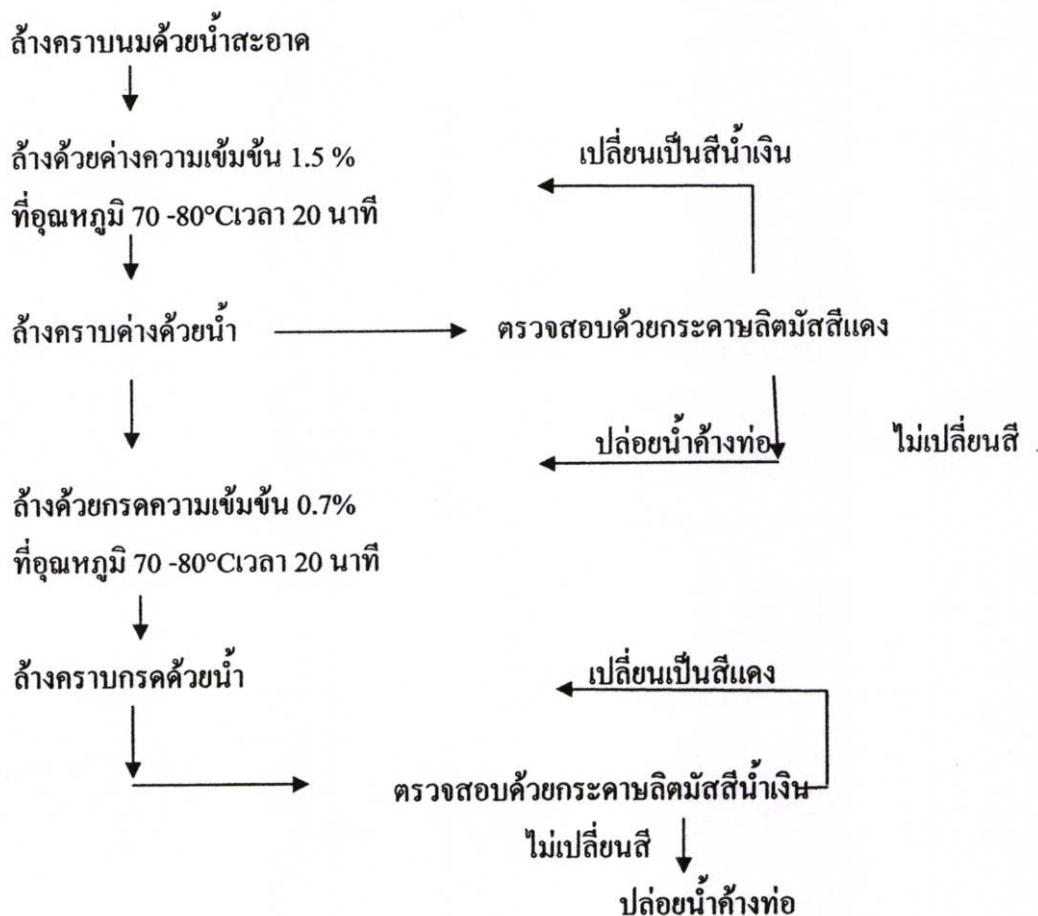 ล้างคราบนมด้วยน้ำสะอาด
ล้างด้วยด่างความเข้มข้น 1.5 %
เปลี่ยนเป็นสีน้ำเงิน
ที่อุณหภูมิ 70 -80°Cเวลา 20 นาที
ล้างคราบด่างด้วยน้ำ
ตรวจสอบด้วยกระดาษลิตมัสสีแดง
ปล่อยน้ำค้างท่อ
ไม่เปลี่ยนสี .
ล้างด้วยกรดความเข้มข้น 0.7%
ที่อุณหภูมิ 70 -80°Cเวลา 20 นาที
ล้างคราบกรดด้วยน้ำ
เปลี่ยนเป็นสีแดง
ตรวจสอบด้วยกระดาษลิตมัสสีน้ำเงิน
ไม่เปลี่ยนสี
ปล่อยน้ำค้างท่อ